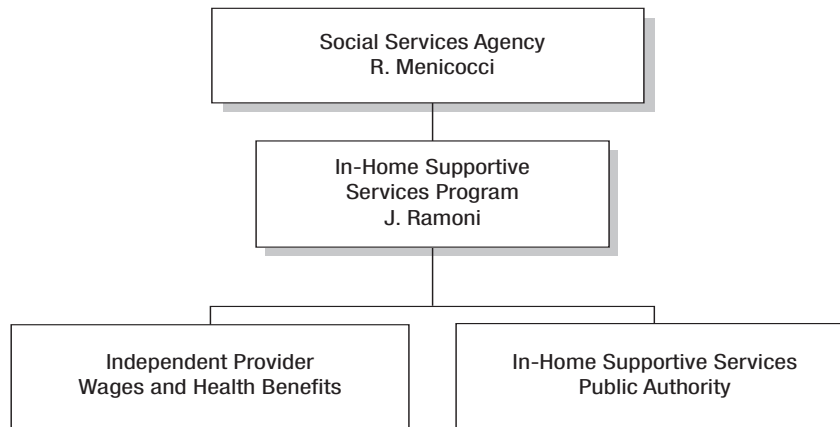 Social Services Agency
R. Menicocci
In-Home Supportive
Services Program
J. Ramoni
Independent Provider
Wages and Health Benefits
In-Home Supportive Services
Public Authority